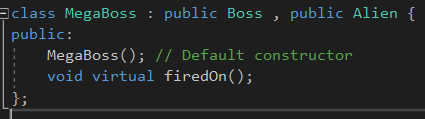 class MegaBoss : public Boss , public Alien {
public:
    MegaBoss(); // Default constructor
    void virtual firedOn();
};